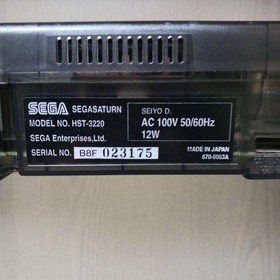 SEGA SEGASATURN
MODEL NO. HST-3220
SEGA Enterprises,Ltd.
SERIAL NO. B8F 023175
SEIYO D.
AC 100V 50/60Hz
12W
MADE IN JAPAN
670-8063A